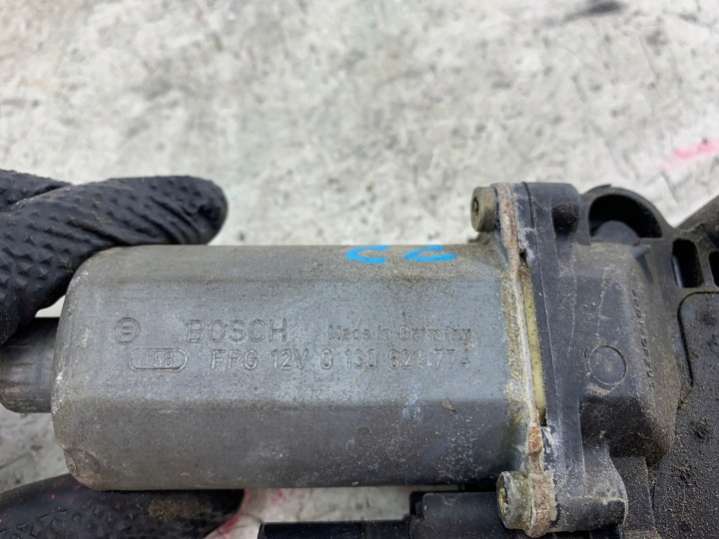 BOSCH Made in Germany
FPG 12V 0 130 821 774